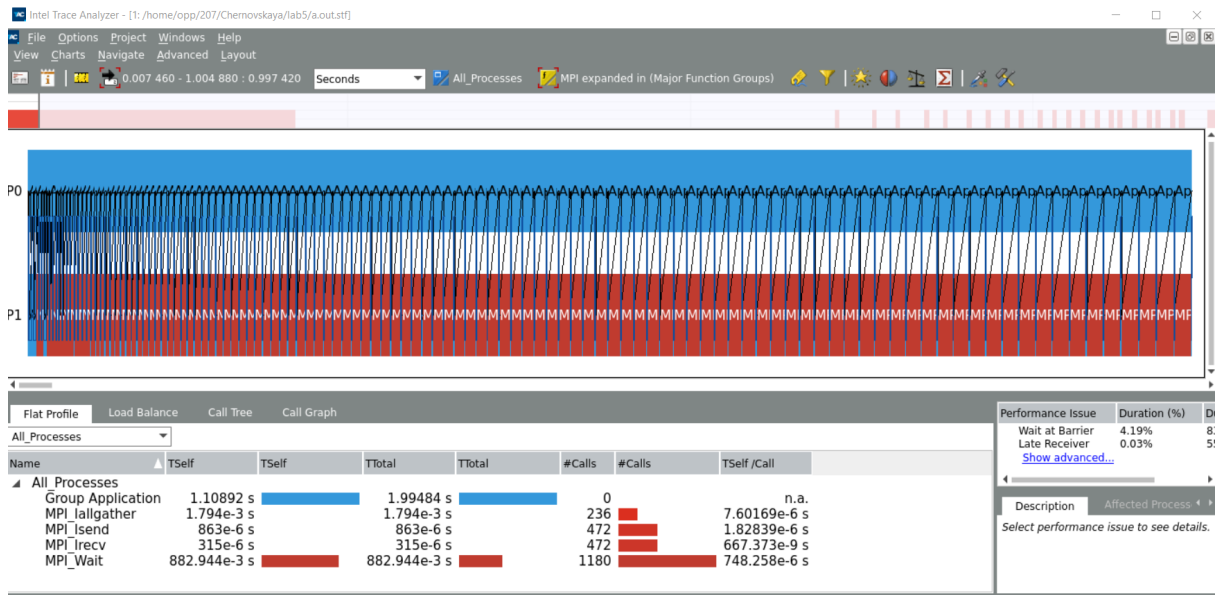 Intel Trace Analyzer - [1: /home/opp/207/Chernovskaya/lab5/a.out.stf]
File Options Project Windows Help
View Charts Navigate Advanced Layout
0.007 460 - 1.004 880 : 0.997 420 Seconds All_Processes MPI expanded in (Major Function Groups)
P0
P1
Flat Profile Load Balance Call Tree Call Graph
All_Processes
Name TSelf TSelf TTotal TTotal #Calls #Calls TSelf /Call
All_Processes
Group Application 1.10892 s 1.99484 s 0 n.a.
MPI_Iallgather 1.794e-3 s 1.794e-3 s 236 7.60169e-6 s
MPI_Isend 863e-6 s 863e-6 s 472 1.82839e-6 s
MPI_Irecv 315e-6 s 315e-6 s 472 667.373e-9 s
MPI_Wait 882.944e-3 s 882.944e-3 s 1180 748.258e-6 s
Performance Issue Duration (%)
Wait at Barrier 4.19%
Late Receiver 0.03%
Show advanced...
Description Affected Process
Select performance issue to see details.